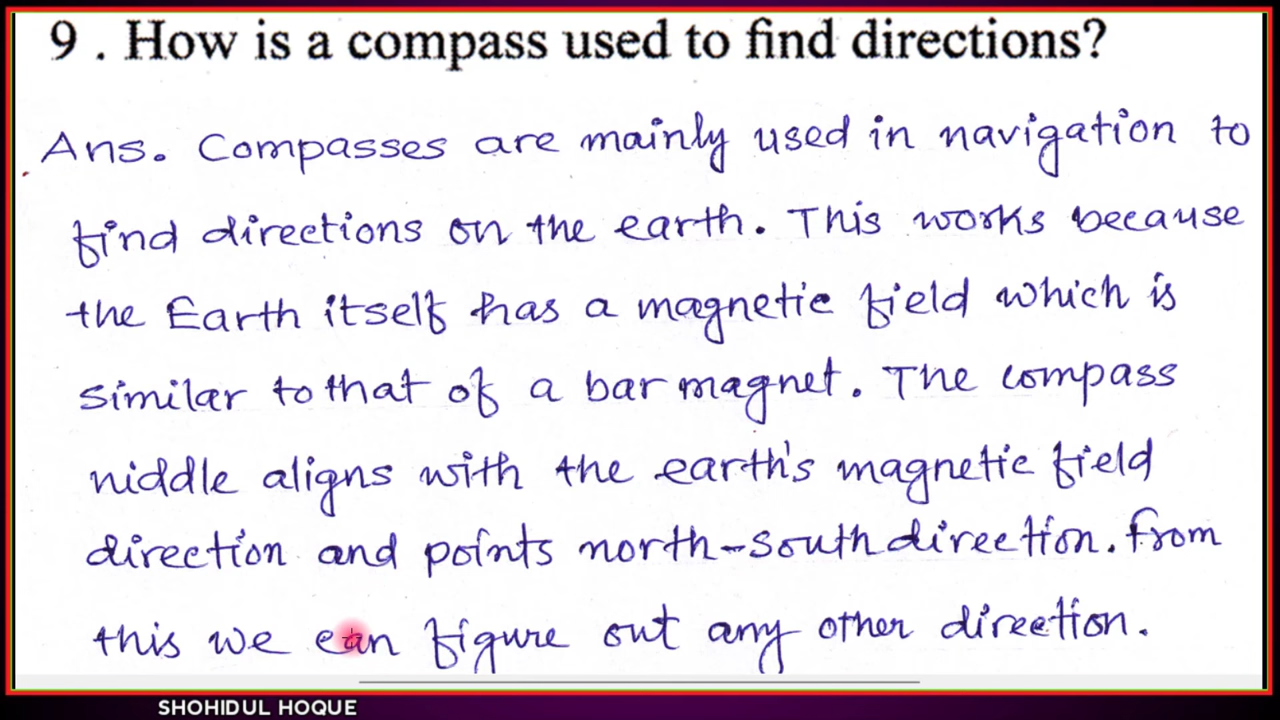 9 . How is a compass used to find directions?
Ans. Compasses are mainly used in navigation to
find directions on the earth. This works because
the Earth itself has a magnetic field which is
similar to that of a bar magnet. The compass
niddle aligns with the earth's magnetic field
direction and points north-south direction. From
this we can figure out any other direction.
SHOHIDUL HOQUE